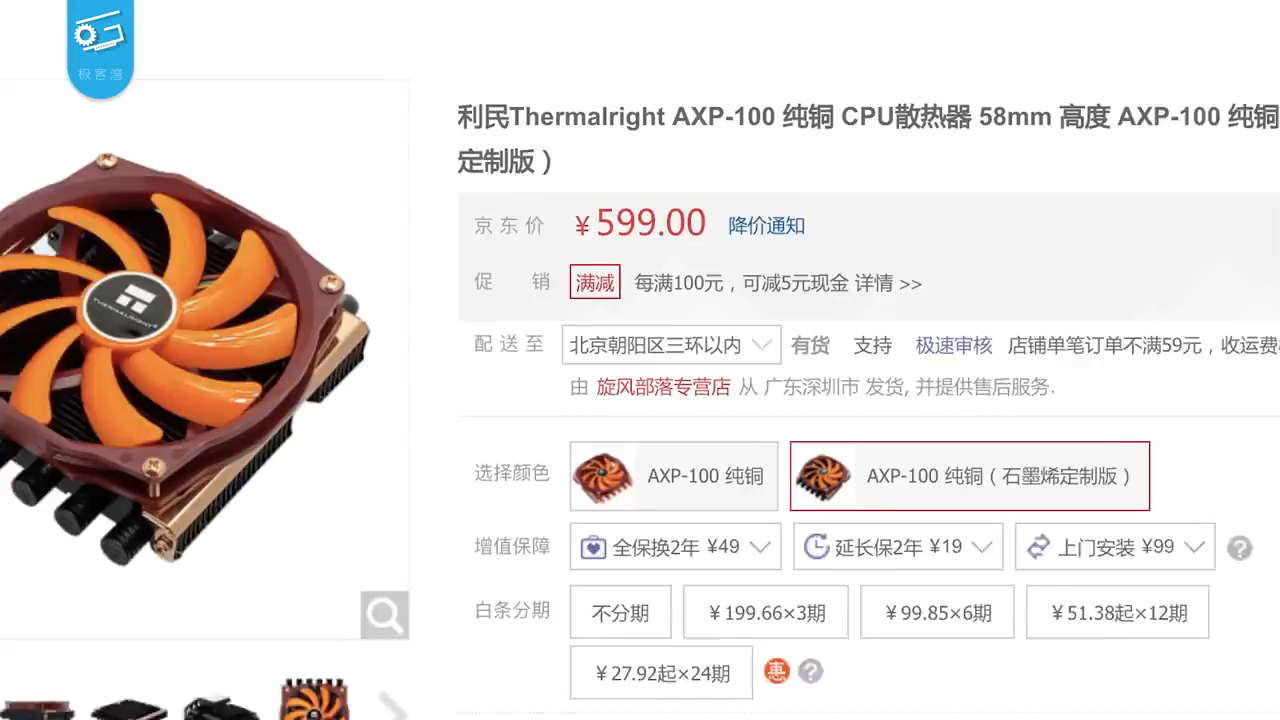 极客湾
利民Thermalright AXP-100 纯铜 CPU散热器 58mm 高度 AXP-100 纯铜
定制版）
THERMALRIGHT
京东价 ￥599.00 降价通知
促销 满减 每满100元，可减5元现金 详情 >>
配送至 北京朝阳区三环以内 有货 支持 极速审核 店铺单笔订单不满59元，收运费
由 旋风部落专营店 从 广东深圳市 发货, 并提供售后服务.
选择颜色 AXP-100 纯铜 AXP-100 纯铜（石墨烯定制版）
增值保障 全保换2年 ¥49 延长保2年 ¥19 上门安装 ¥99 ?
白条分期 不分期 ￥199.66×3期 ￥99.85×6期 ￥51.38起×12期
￥27.92起×24期 惠 ?